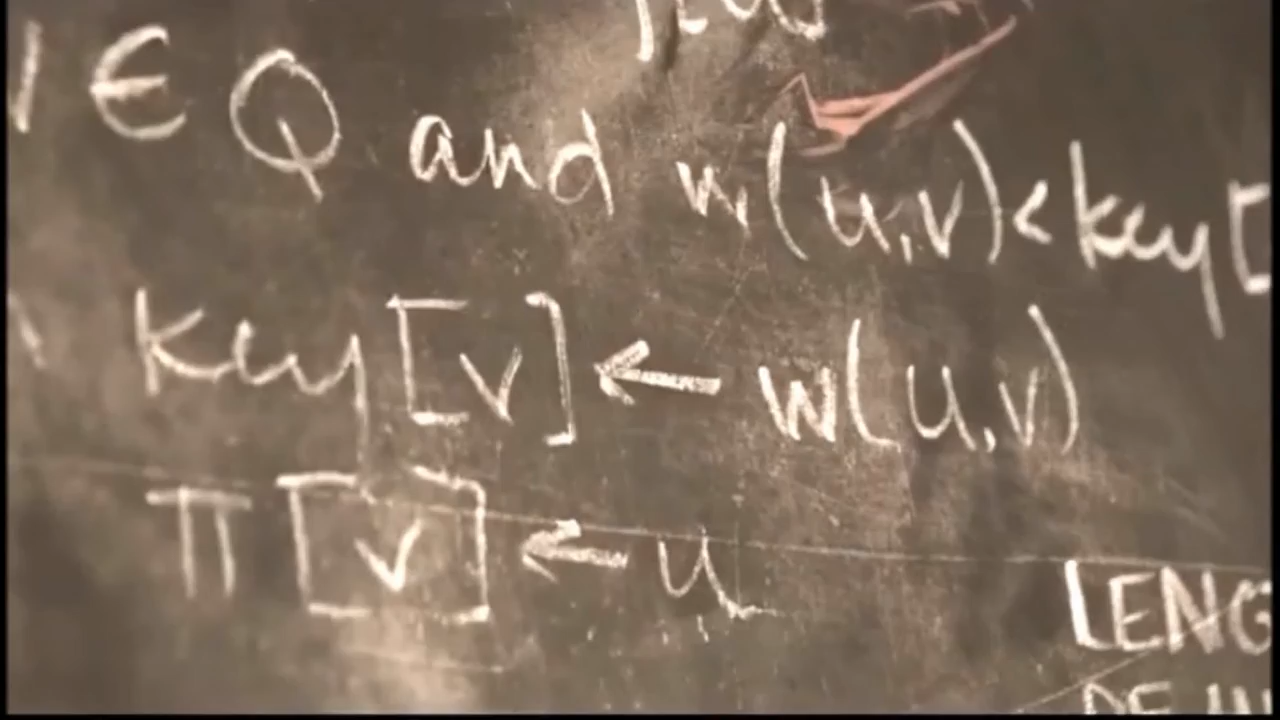 ∈ Q and w(u,v)<key[
key[v] ← w(u,v)
π[v] ← u
LENG